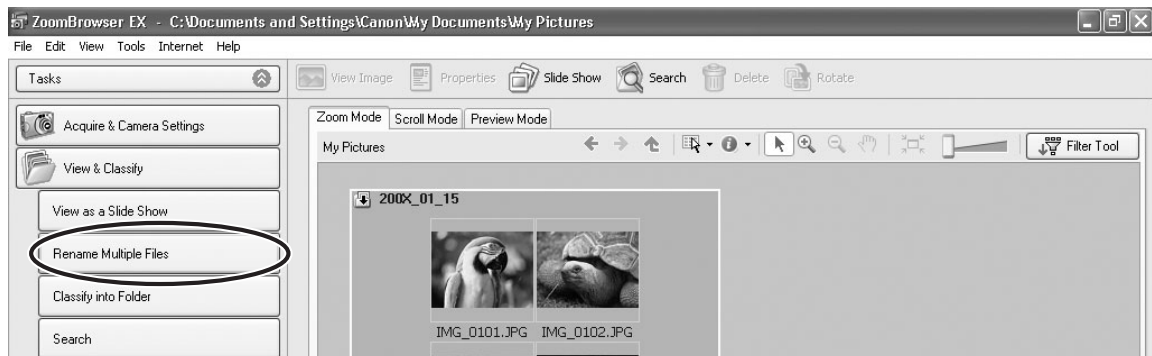 ZoomBrowser EX - C:\Documents and Settings\Canon\My Documents\My Pictures
File Edit View Tools Internet Help
Tasks
View Image Properties Slide Show Search Delete Rotate
Acquire & Camera Settings
View & Classify
View as a Slide Show
Rename Multiple Files
Classify into Folder
Search
Zoom Mode Scroll Mode Preview Mode
My Pictures Filter Tool
200X_01_15
IMG_0101.JPG IMG_0102.JPG